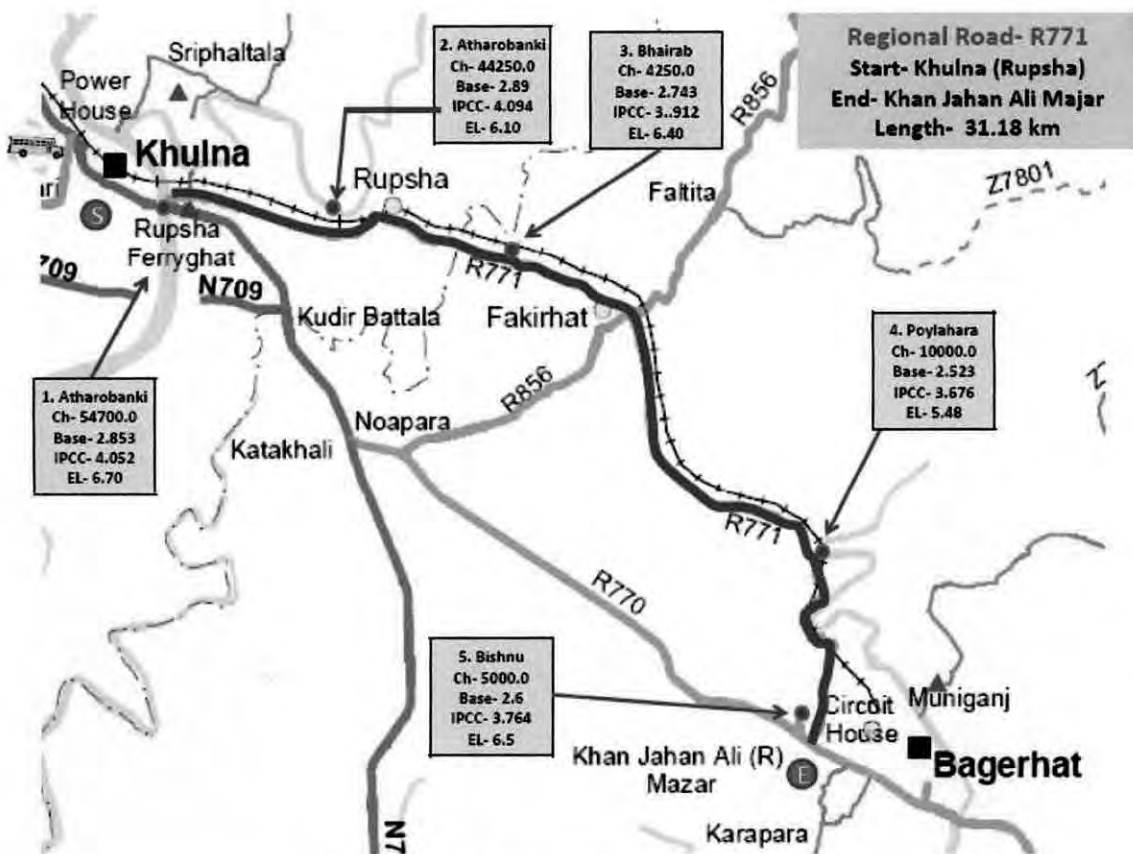 Sriphaltala
Power
House
Khulna
ari
S
Rupsha
Ferryghat
2. Atharobanki
Ch- 44250.0
Base- 2.89
IPCC- 4.094
EL- 6.10
3. Bhairab
Ch- 4250.0
Base- 2.743
IPCC- 3..912
EL- 6.40
Regional Road- R771
Start- Khulna (Rupsha)
End- Khan Jahan Ali Majar
Length- 31.18 km
R856
Z7801
Rupsha
Faltita
R771
709
N709
Kudir Battala
Fakirhat
1. Atharobanki
Ch- 54700.0
Base- 2.853
IPCC- 4.052
EL- 6.70
4. Poylahara
Ch- 10000.0
Base- 2.523
IPCC- 3.676
EL- 5.48
R856
Noapara
Katakhali
R771
R770
5. Bishnu
Ch- 5000.0
Base- 2.6
IPCC- 3.764
EL- 6.5
Circuit
House
Muniganj
Khan Jahan Ali (R)
Mazar
E
Bagerhat
Karapara
N7